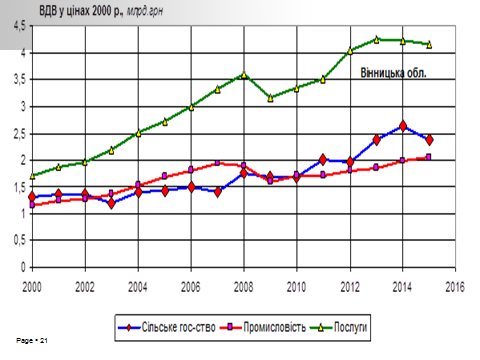 ВДВ у цінах 2000 р., млрд.грн
4,5
4
3,5
3
2,5
2
1,5
1
0,5
0
Вінницька обл.
2000 2002 2004 2006 2008 2010 2012 2014 2016
Сільське гос-ство Промисловість Послуги
Page ▪ 21